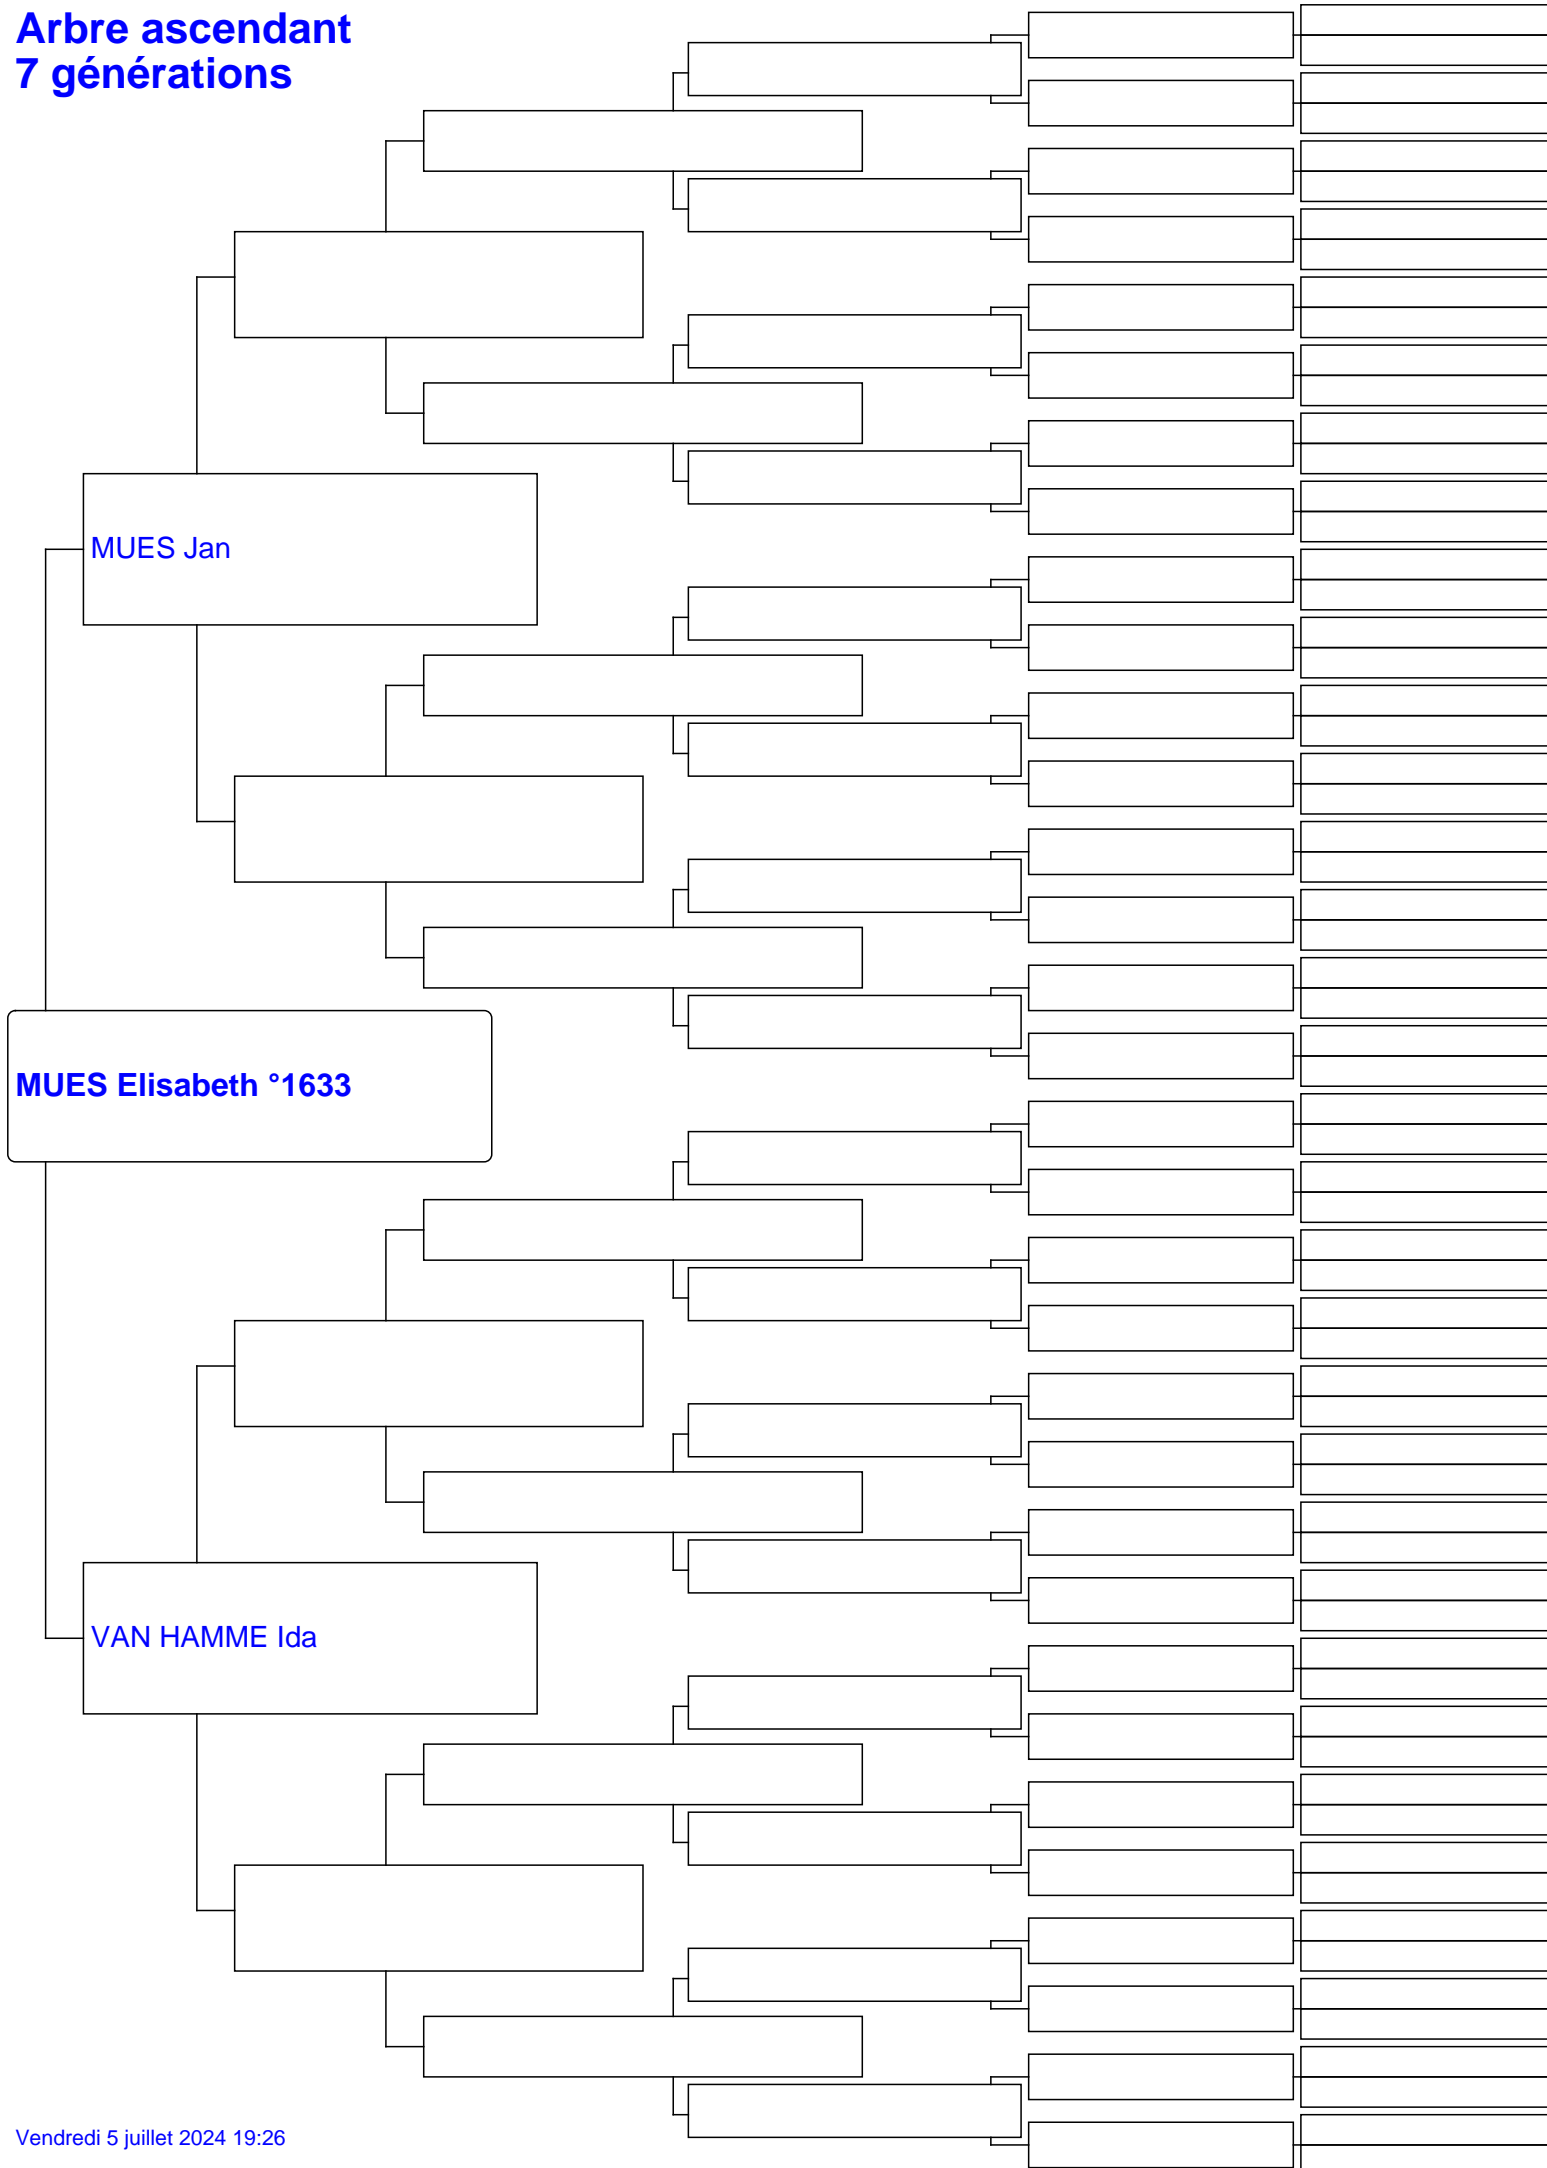 Arbre ascendant
7 générations
MUES Jan
MUES Elisabeth °1633
VAN HAMME Ida
Vendredi 5 juillet 2024 19:26